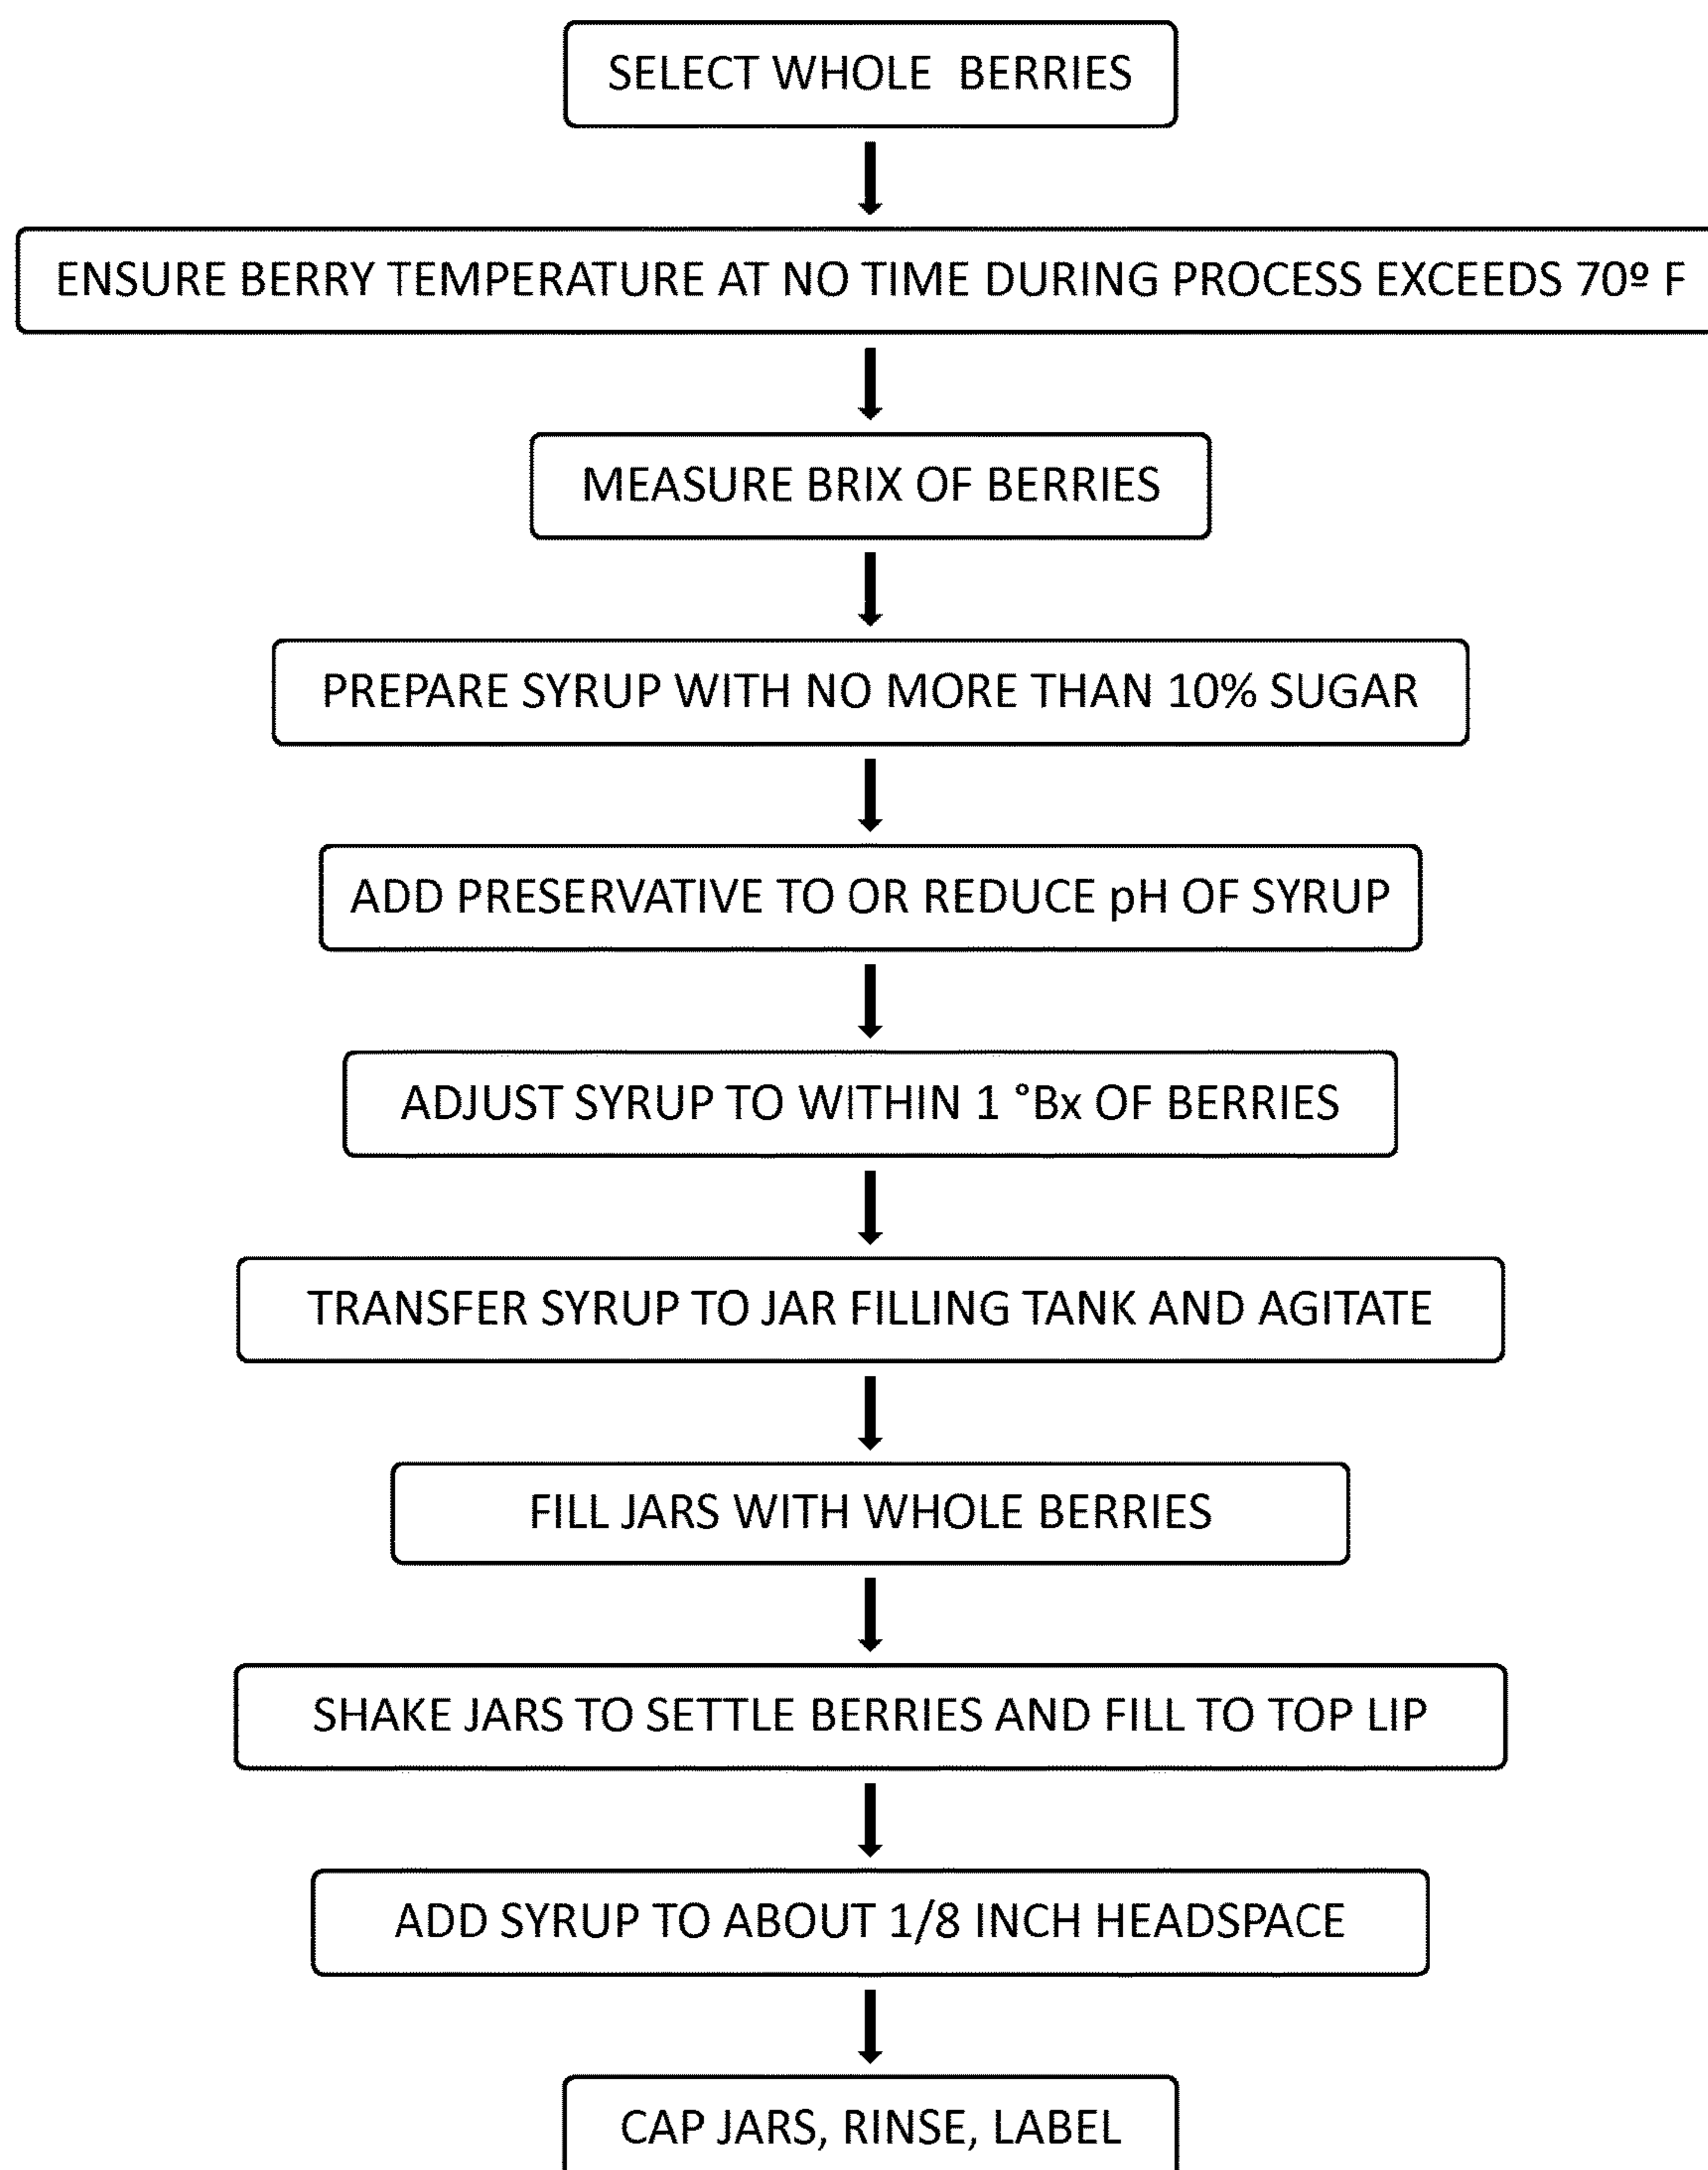 SELECT WHOLE BERRIES
ENSURE BERRY TEMPERATURE AT NO TIME DURING PROCESS EXCEEDS 70º F
MEASURE BRIX OF BERRIES
PREPARE SYRUP WITH NO MORE THAN 10% SUGAR
ADD PRESERVATIVE TO OR REDUCE pH OF SYRUP
ADJUST SYRUP TO WITHIN 1 °Bx OF BERRIES
TRANSFER SYRUP TO JAR FILLING TANK AND AGITATE
FILL JARS WITH WHOLE BERRIES
SHAKE JARS TO SETTLE BERRIES AND FILL TO TOP LIP
ADD SYRUP TO ABOUT 1/8 INCH HEADSPACE
CAP JARS, RINSE, LABEL